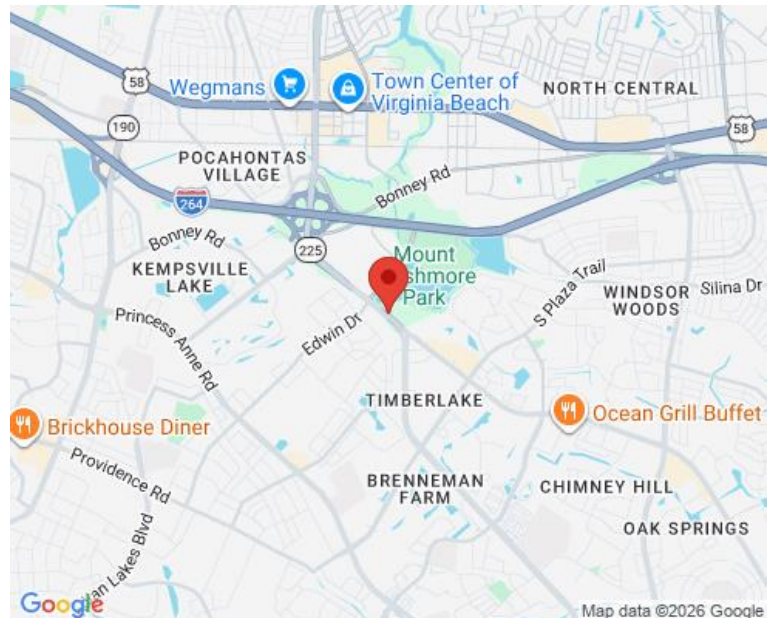 58
Wegmans
Town Center of
Virginia Beach
NORTH CENTRAL
190
58
POCAHONTAS
VILLAGE
Bonney Rd
264
Bonney Rd
225
Mount
Park
KEMPSVILLE
LAKE
S Plaza Trail
WINDSOR
WOODS
Silina Dr
Princess Anne Rd
Edwin Dr
TIMBERLAKE
Ocean Grill Buffet
Brickhouse Diner
Providence Rd
BRENNEMAN
FARM
CHIMNEY HILL
OAK SPRINGS
Lakes Blvd
Google
Map data ©2026 Google